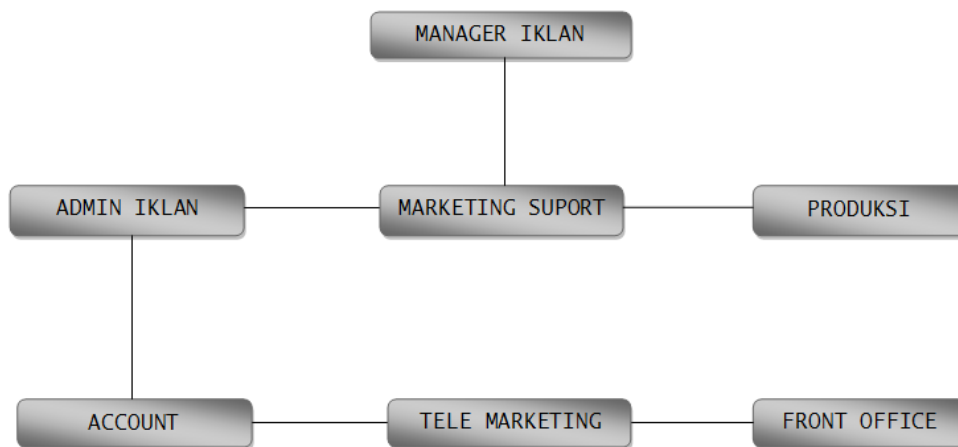 MANAGER IKLAN
ADMIN IKLAN
MARKETING SUPORT
PRODUKSI
ACCOUNT
TELE MARKETING
FRONT OFFICE